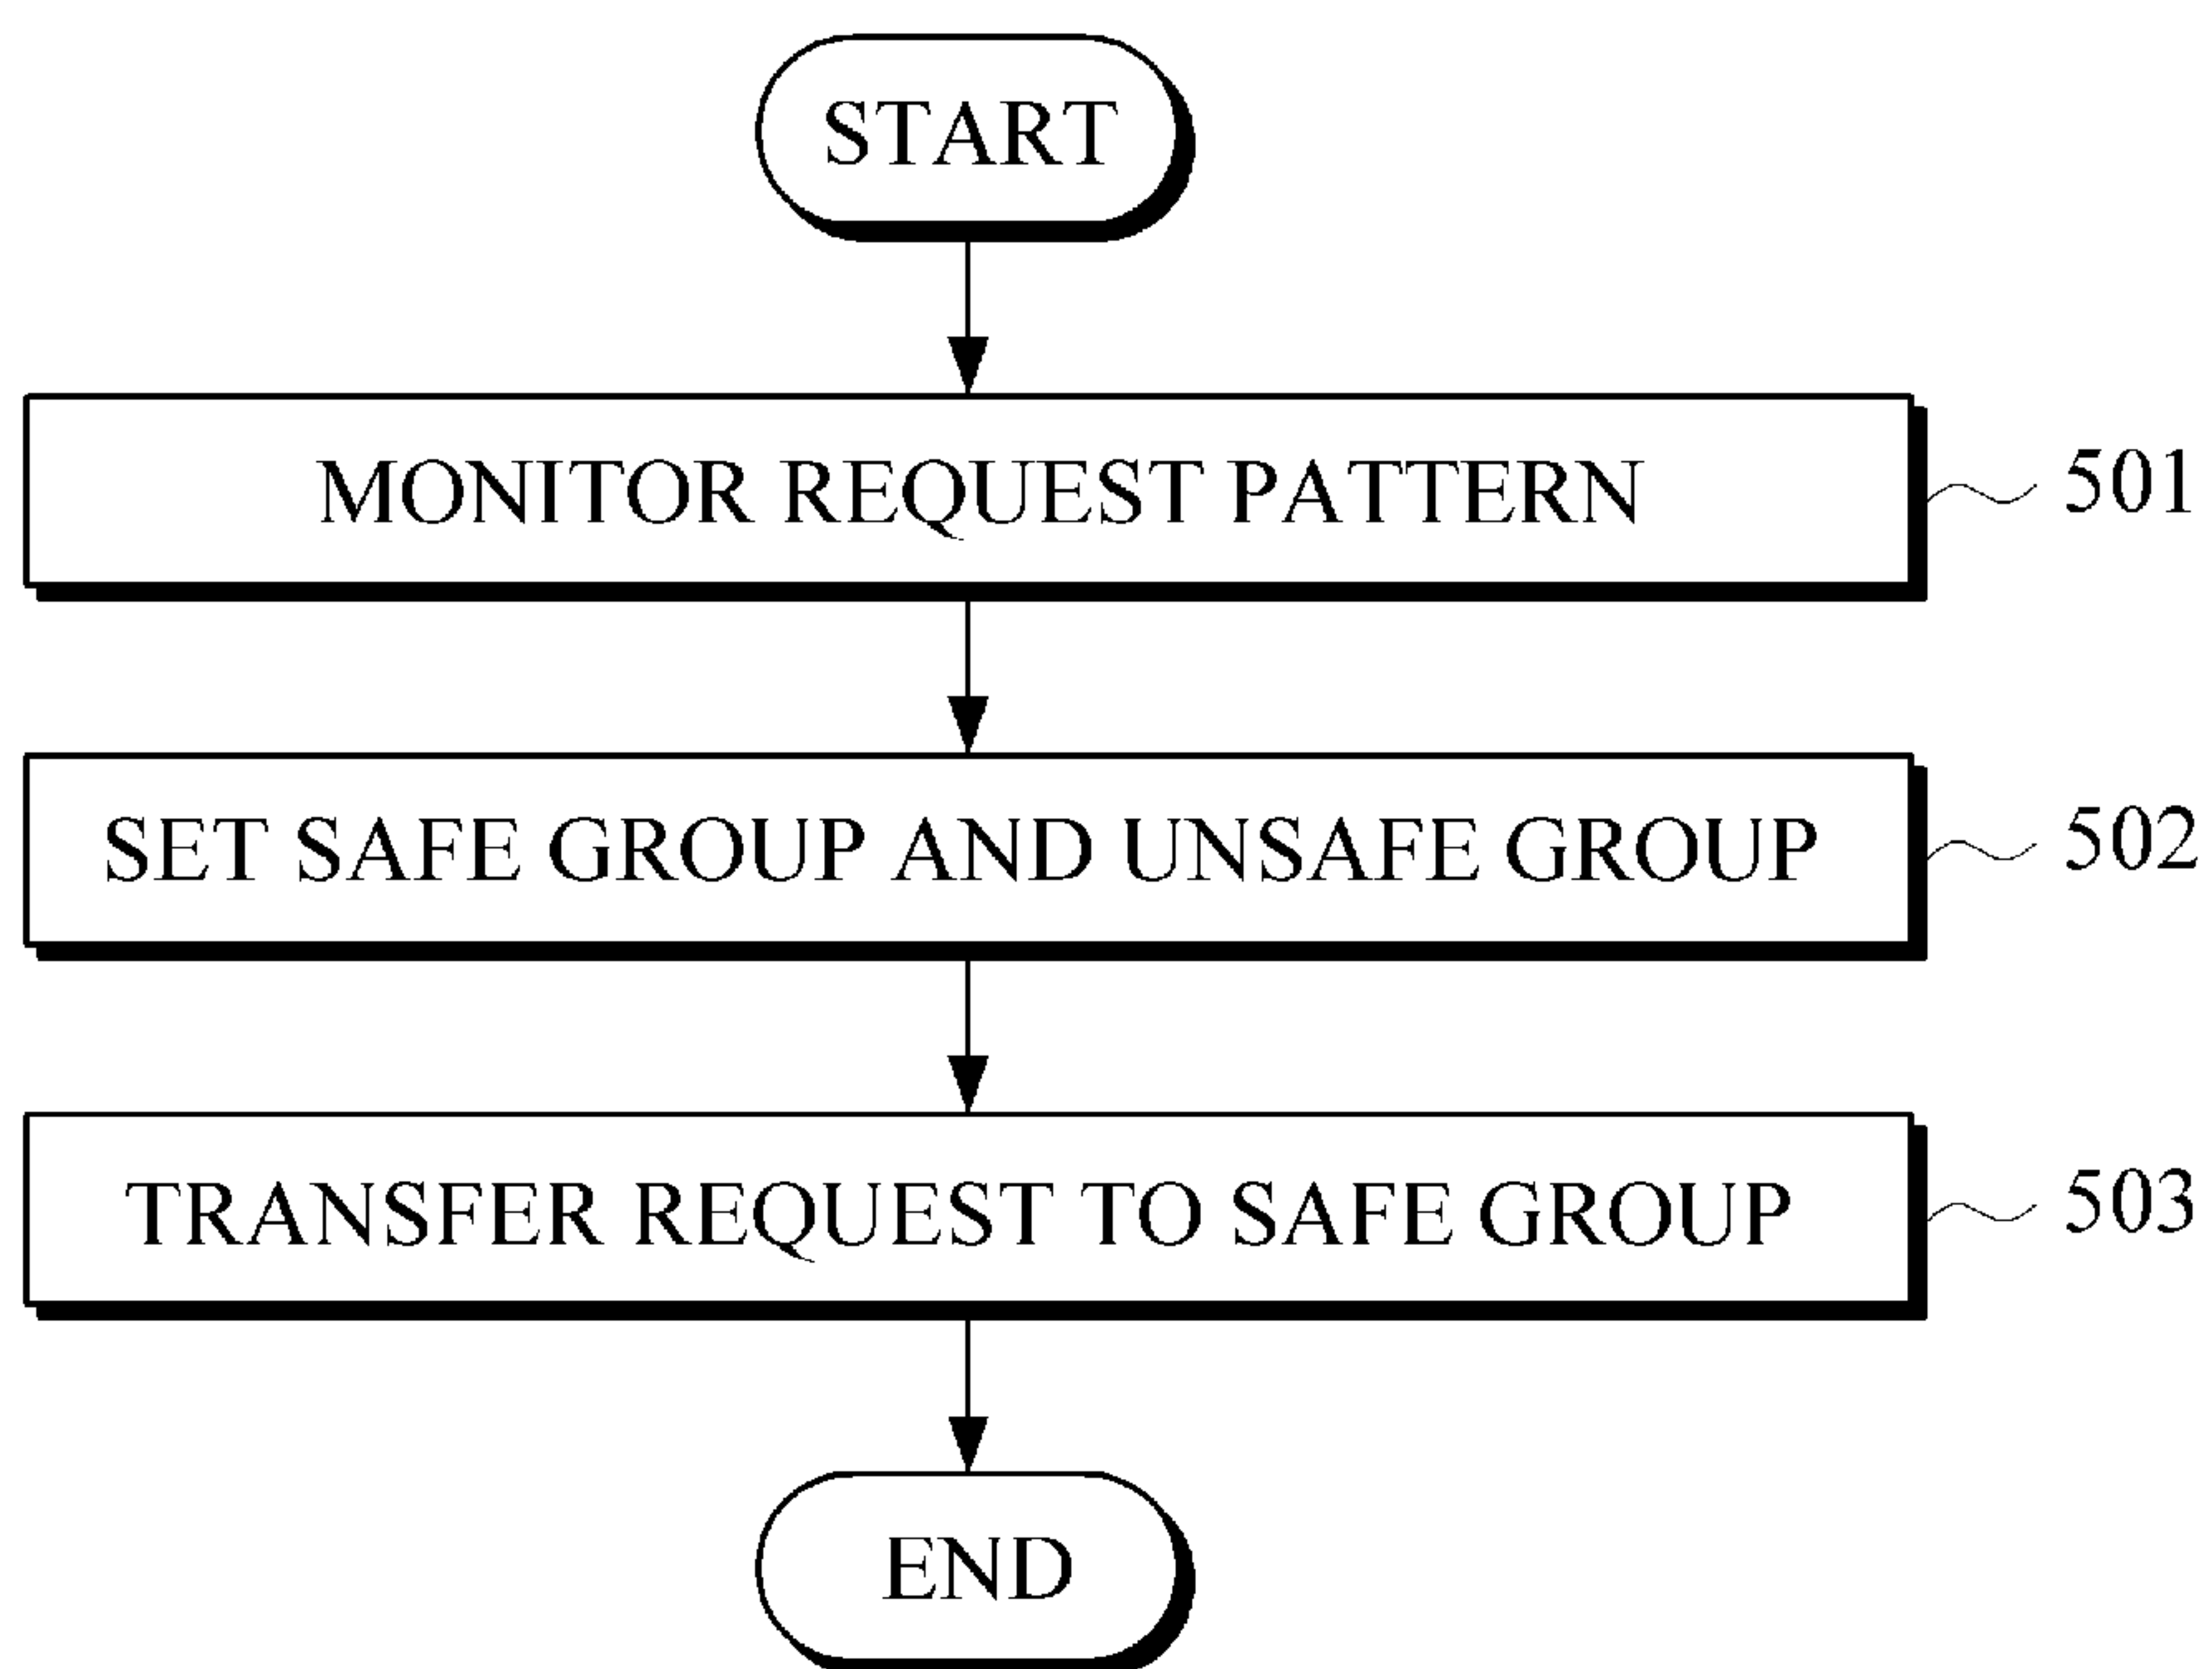 START
MONITOR REQUEST PATTERN 501
SET SAFE GROUP AND UNSAFE GROUP 502
TRANSFER REQUEST TO SAFE GROUP 503
END